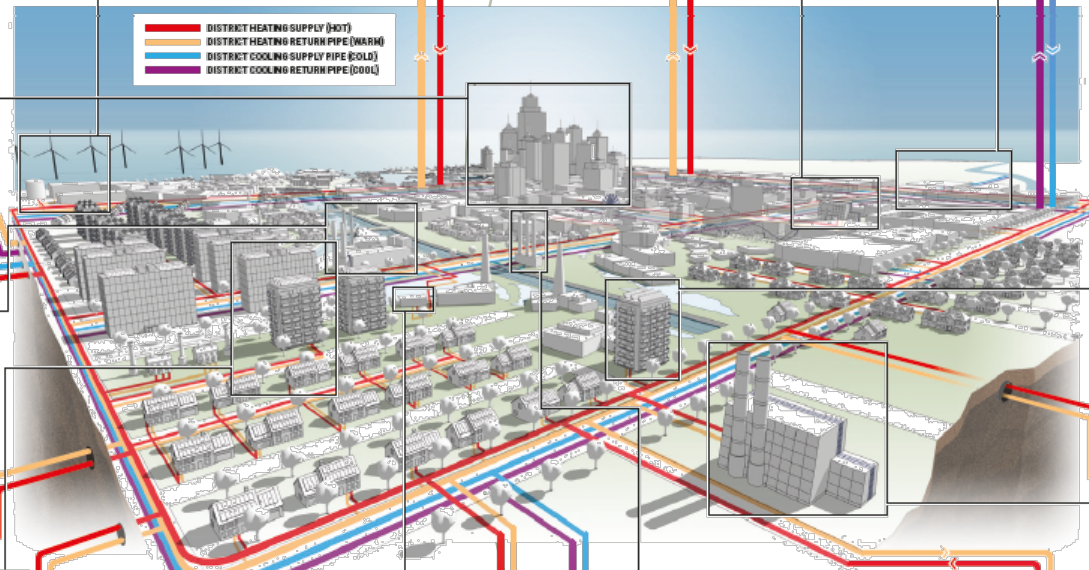 DISTRICT HEATING SUPPLY (HOT)
DISTRICT HEATING RETURN PIPE (WARM)
DISTRICT COOLING SUPPLY PIPE (COLD)
DISTRICT COOLING RETURN PIPE (COOL)